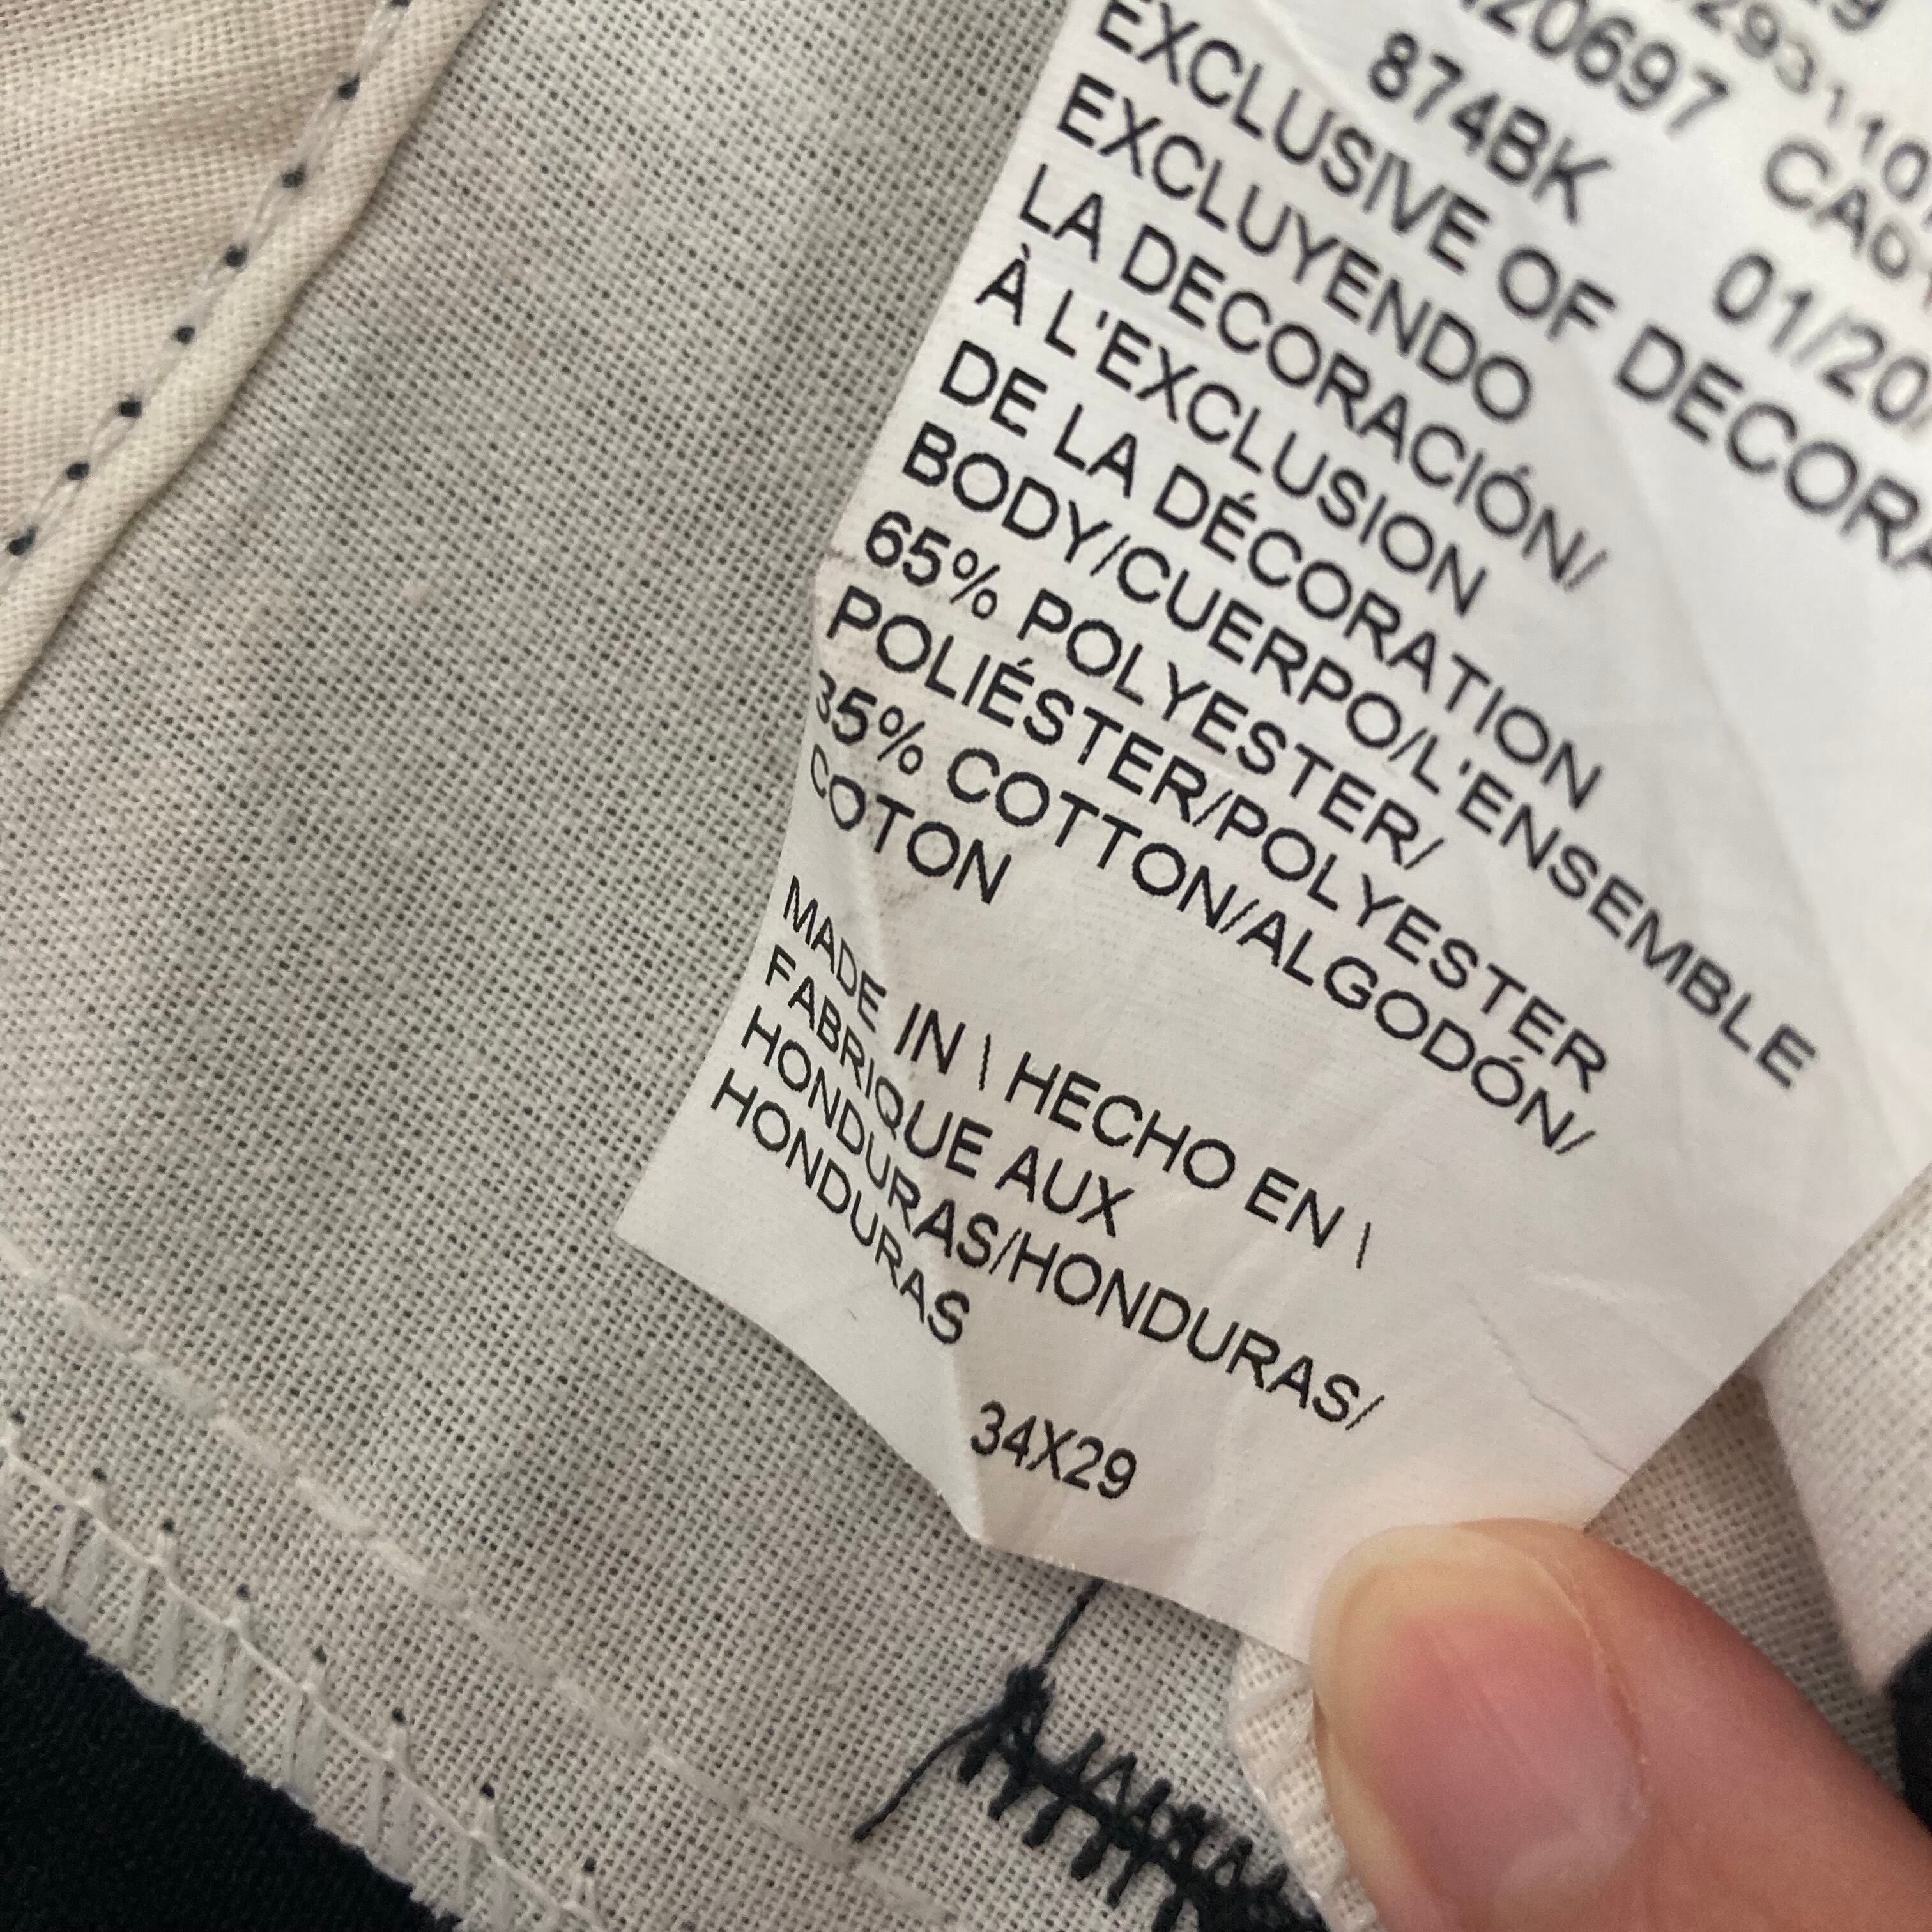 874BK
01/20
EXCLUSIVE OF
EXCLUYENDO
LA DECORACIÓN/
À L'EXCLUSION
DE LA DÉCORATION
BODY/CUERPO/L'ENSEMBLE
65% POLYESTER/
POLIÉSTER/POLYESTER
35% COTTON/ALGODÓN/
COTON
MADE IN \ HECHO EN \
FABRIQUE AUX
HONDURAS/HONDURAS/
HONDURAS
34X29